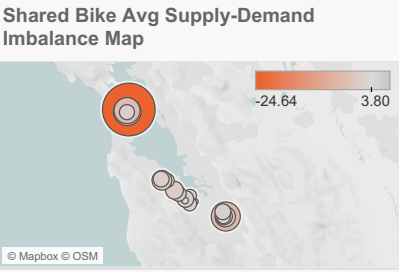 Shared Bike Avg Supply-Demand
Imbalance Map
-24.64 3.80
© Mapbox © OSM